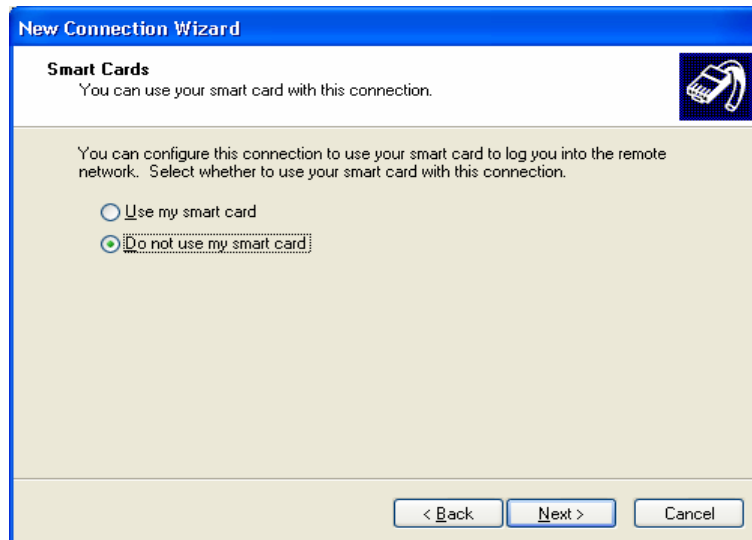 New Connection Wizard
Smart Cards
You can use your smart card with this connection.
You can configure this connection to use your smart card to log you into the remote
network. Select whether to use your smart card with this connection.
Use my smart card
Do not use my smart card
< Back Next > Cancel